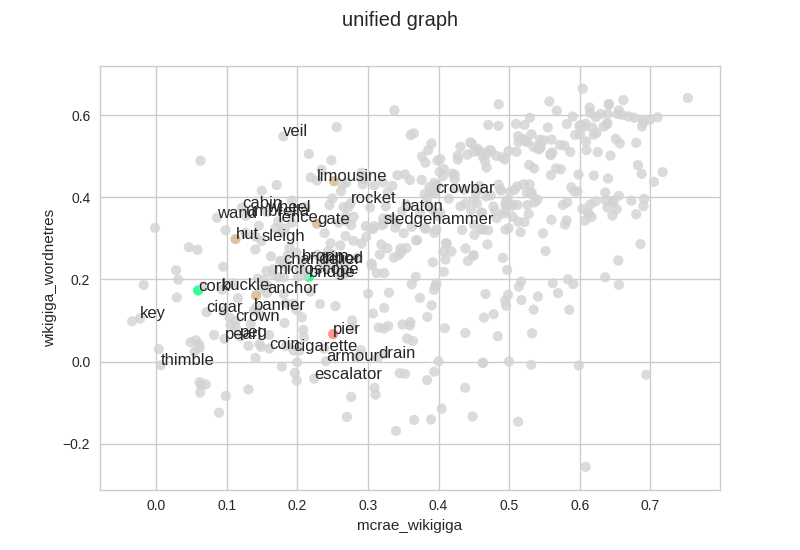 unified graph
wikigiga_wordnetres
0.6
0.4
0.2
0.0
−0.2
veil
limousine
crowbar
rocket
cabin
wheel
baton
wand
fence
gate
sledgehammer
hut
sleigh
microscope
bridge
cork
buckle
anchor
cigar
banner
key
crown
pier
coin
cigarette
thimble
armour
drain
escalator
0.0
0.1
0.2
0.3
0.4
0.5
0.6
0.7
mcrae_wikigiga